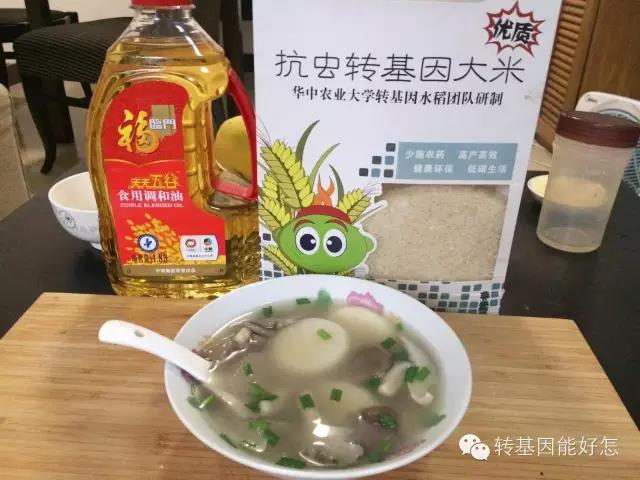 优质
抗虫转基因大米
华中农业大学转基因水稻团队研制
少施农药 高产高效
健康环保 低碳生活
福临門
天天五谷
食用调和油
EDIBLE BLENDED OIL
转基因能好怎